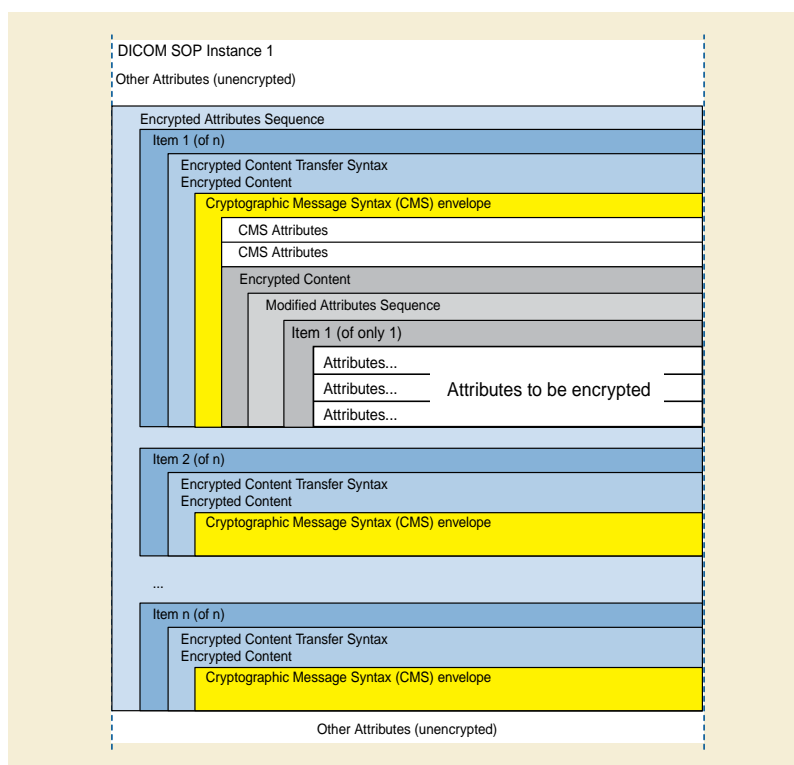 DICOM SOP Instance 1
Other Attributes (unencrypted)
Encrypted Attributes Sequence
Item 1 (of n)
Encrypted Content Transfer Syntax
Encrypted Content
Cryptographic Message Syntax (CMS) envelope
CMS Attributes
CMS Attributes
Encrypted Content
Modified Attributes Sequence
Item 1 (of only 1)
Attributes...
Attributes... Attributes to be encrypted
Attributes...
Item 2 (of n)
Encrypted Content Transfer Syntax
Encrypted Content
Cryptographic Message Syntax (CMS) envelope
...
Item n (of n)
Encrypted Content Transfer Syntax
Encrypted Content
Cryptographic Message Syntax (CMS) envelope
Other Attributes (unencrypted)